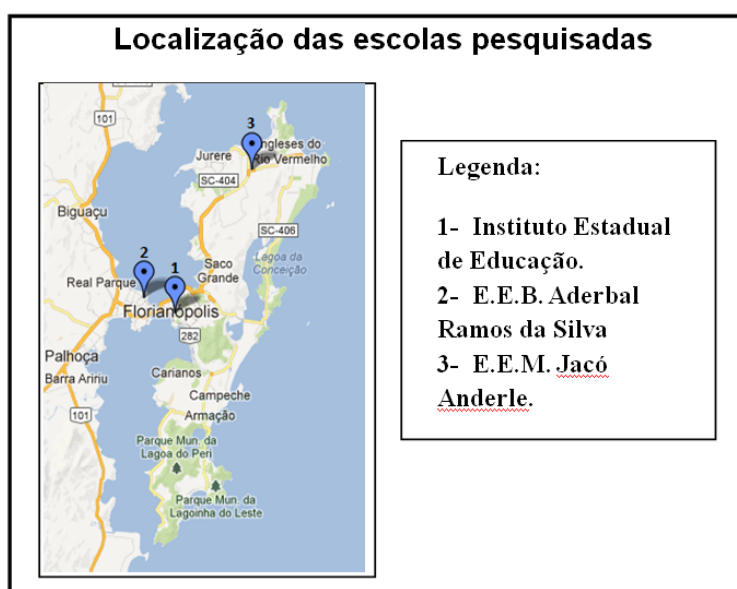 Localização das escolas pesquisadas
101
3
Ingleses do
Rio Vermelho
Jurere
SC-404
Biguaçu
SC-406
Lagoa da
Conceição
2
1
Saco
Grande
Real Parque
Florianópolis
282
Palhoça
Barra Aririu
Carianos
Campeche
101
Armação
Parque Mun. da
Lagoa do Peri
Parque Mun. da
Lagoinha do Leste
Legenda:
1- Instituto Estadual
de Educação.
2- E.E.B. Aderbal
Ramos da Silva
3- E.E.M. Jacó
Anderle.